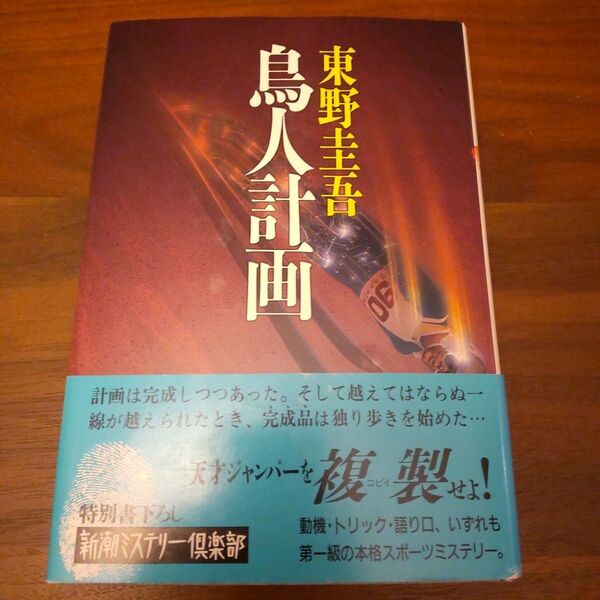 東野圭吾
鳥人計画
06
計画は完成しつつあった。そして越えてはならぬ一
線が越えられたとき、完成品は独り歩きを始めた…
天才ジャンパーを複製せよ!
コピイ
特別書下ろし
新潮ミステリー倶楽部
動機・トリック・語り口、いずれも
第一級の本格スポーツミステリー。